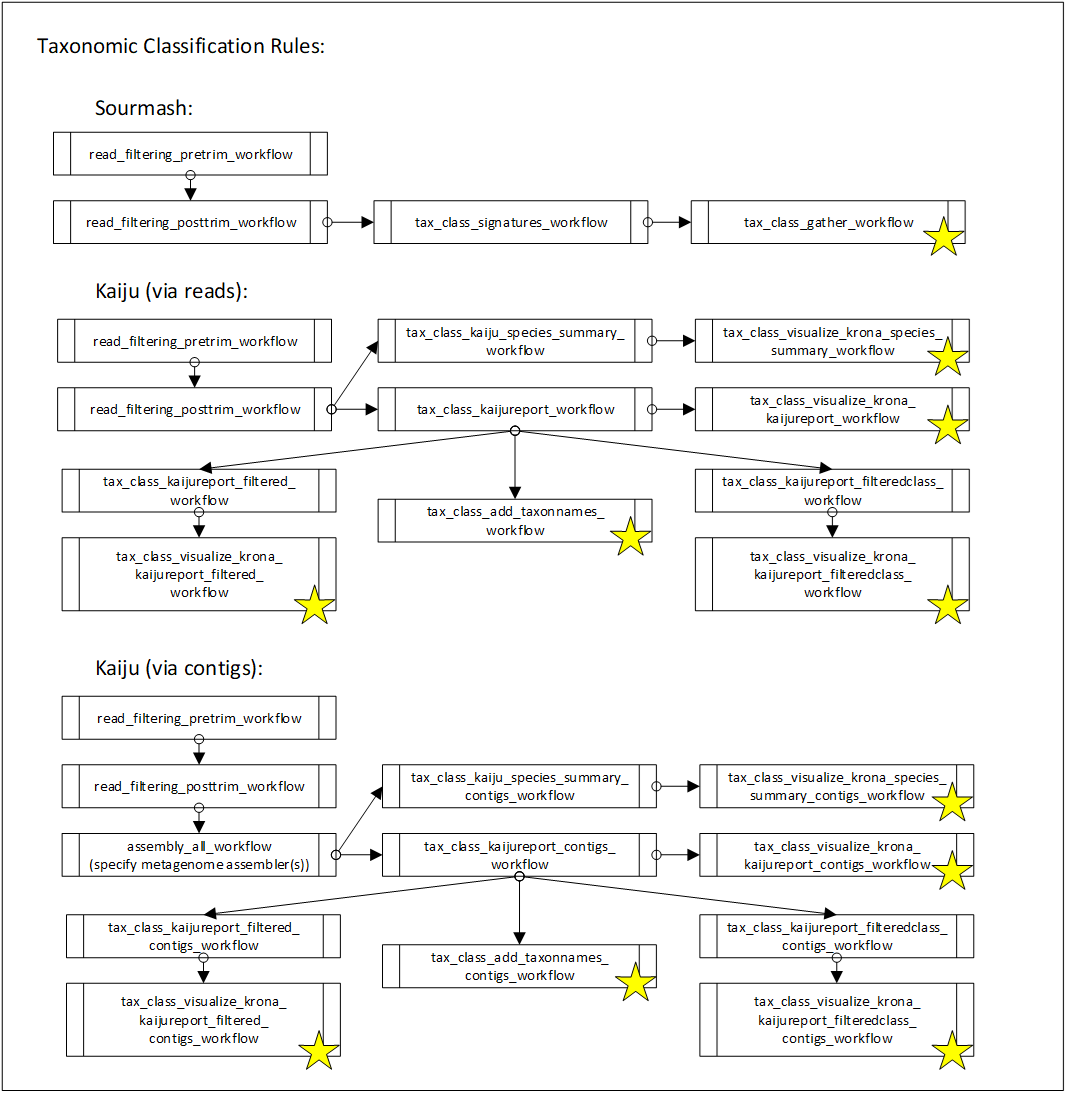 Taxonomic Classification Rules:
Sourmash:
read_filtering_pretrim_workflow
read_filtering_posttrim_workflow
tax_class_signatures_workflow
tax_class_gather_workflow
Kaiju (via reads):
read_filtering_pretrim_workflow
tax_class_kaiju_species_summary_
workflow
tax_class_visualize_krona_species_
summary_workflow
read_filtering_posttrim_workflow
tax_class_kaijureport_workflow
tax_class_visualize_krona_
kaijureport_workflow
tax_class_kaijureport_filtered_
workflow
tax_class_add_taxonnames_
workflow
tax_class_kaijureport_filteredclass_
workflow
tax_class_visualize_krona_
kaijureport_filtered_
workflow
tax_class_visualize_krona_
kaijureport_filteredclass_
workflow
Kaiju (via contigs):
read_filtering_pretrim_workflow
read_filtering_posttrim_workflow
tax_class_kaiju_species_summary_
contigs_workflow
tax_class_visualize_krona_species_
summary_contigs_workflow
assembly_all_workflow
(specify metagenome assembler(s))
tax_class_kaijureport_contigs_
workflow
tax_class_visualize_krona_
kaijureport_contigs_workflow
tax_class_kaijureport_filtered_
contigs_workflow
tax_class_add_taxonnames_
contigs_workflow
tax_class_kaijureport_filteredclass_
contigs_workflow
tax_class_visualize_krona_
kaijureport_filtered_
contigs_workflow
tax_class_visualize_krona_
kaijureport_filteredclass_
contigs_workflow